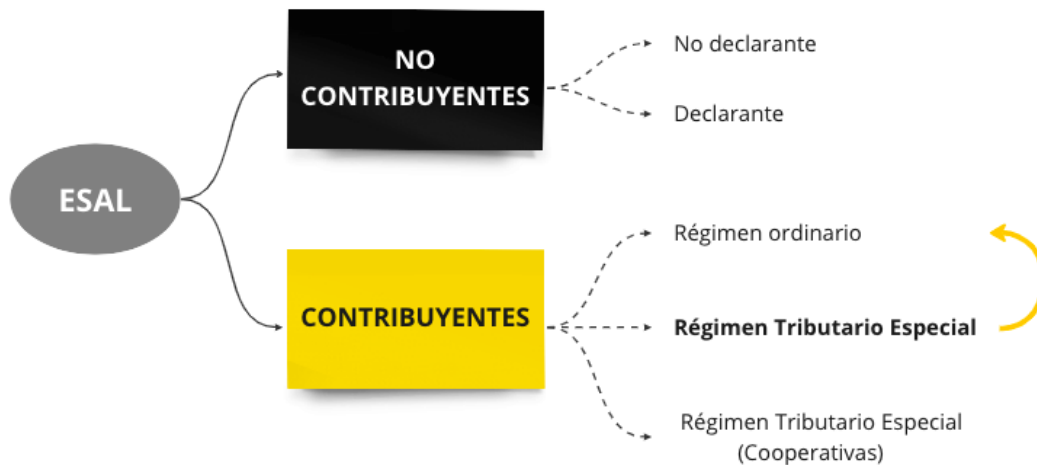 ESAL
NO
CONTRIBUYENTES
No declarante
Declarante
CONTRIBUYENTES
Régimen ordinario
Régimen Tributario Especial
Régimen Tributario Especial
(Cooperativas)